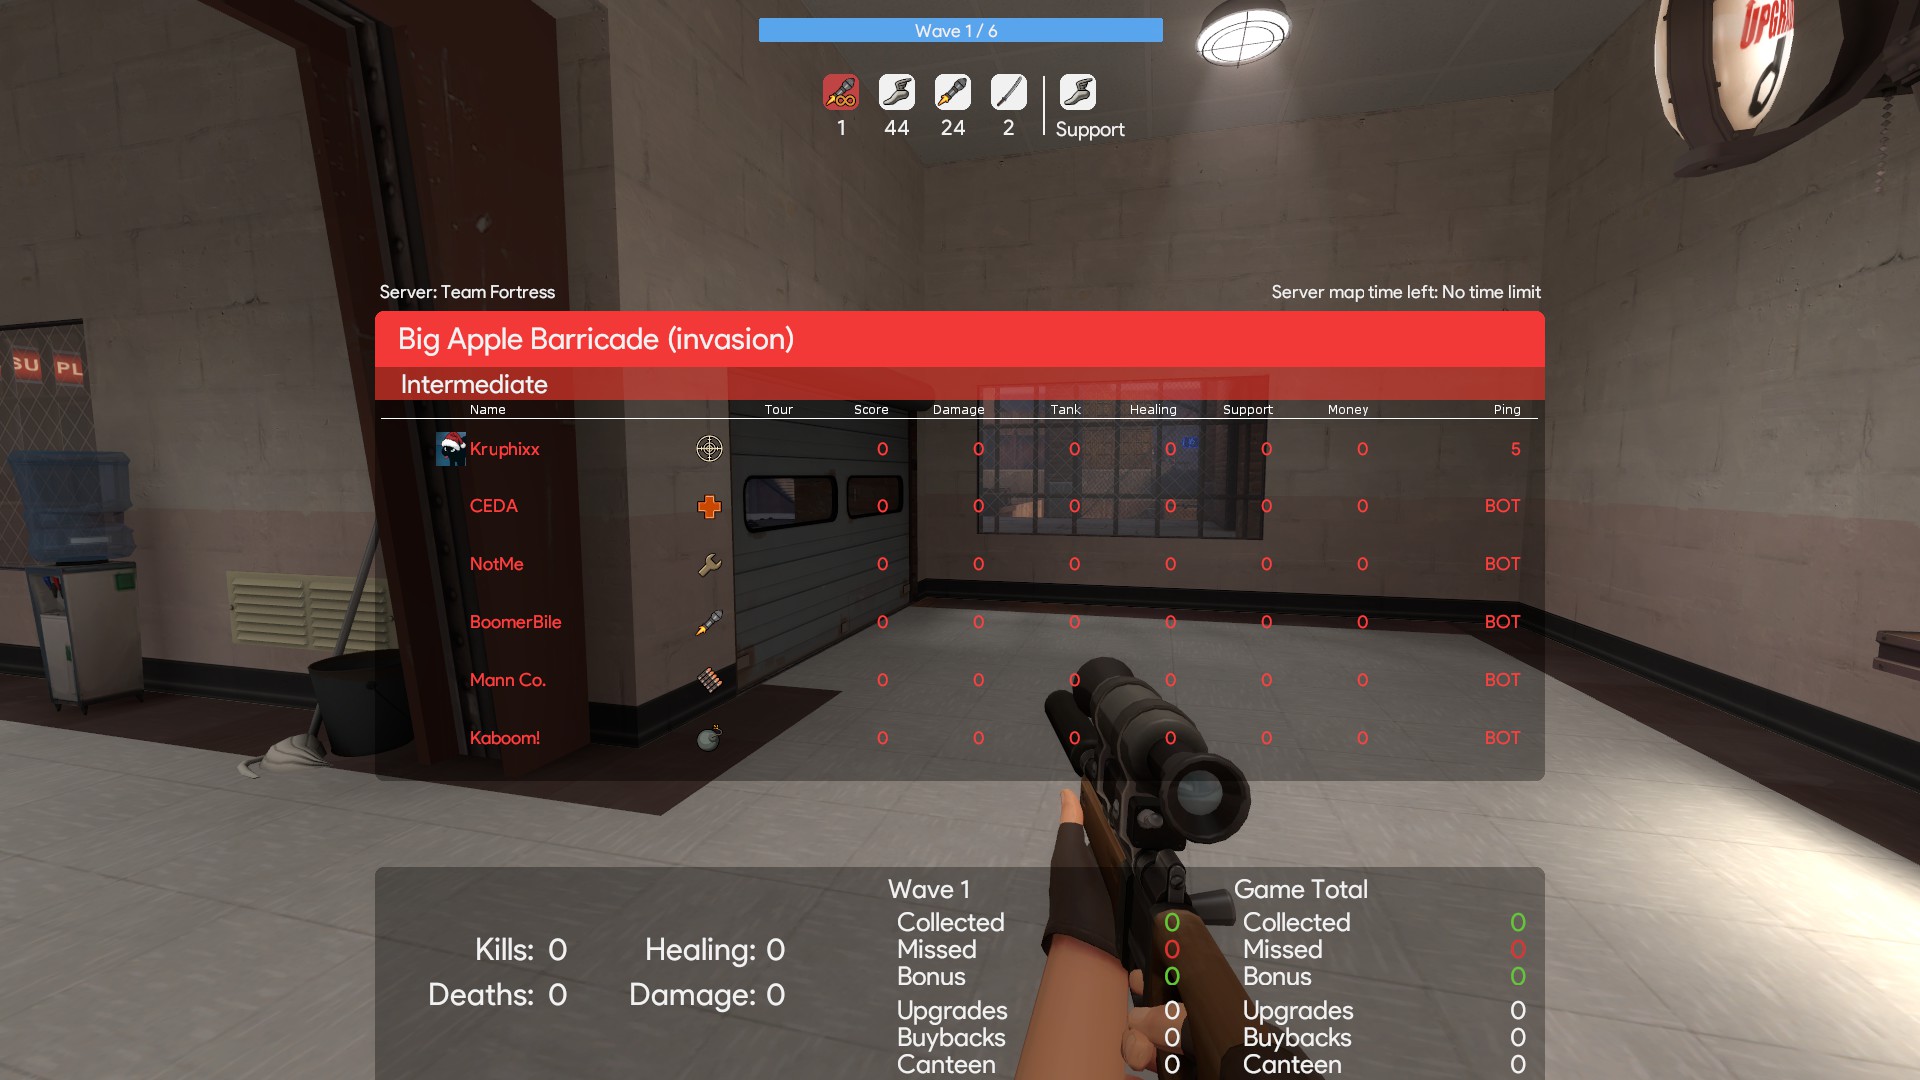 Wave 1 / 6
1 44 24 2 Support
UPGRA
Server: Team Fortress
Server map time left: No time limit
Big Apple Barricade (invasion)
Intermediate
SU PL
Name Tour Score Damage Tank Healing Support Money Ping
Kruphixx 0 0 0 0 0 0 5
CEDA 0 0 0 0 0 0 BOT
NotMe 0 0 0 0 0 0 BOT
BoomerBile 0 0 0 0 0 0 BOT
Mann Co. 0 0 0 0 0 0 BOT
Kaboom! 0 0 0 0 0 0 BOT
Kills: 0 Healing: 0
Deaths: 0 Damage: 0
Wave 1
Collected 0
Missed 0
Bonus 0
Upgrades 0
Buybacks 0
Canteen 0
Game Total
Collected 0
Missed 0
Bonus 0
Upgrades 0
Buybacks 0
Canteen 0